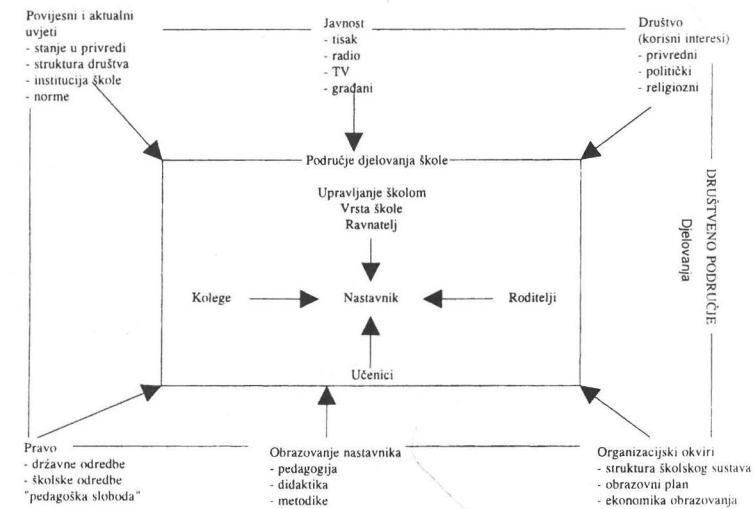 Povijesni i aktualni
uvjeti
- stanje u privredi
- struktura društva
- institucija škole
- norme
Javnost
- tisak
- radio
- TV
- građani
Društvo
(korisni interesi)
- privredni
- politički
- religiozni
Područje djelovanja škole
Upravljanje školom
Vrsta škole
Ravnatelj
Kolege
Nastavnik
Roditelji
Učenici
DRUŠTVENO PODRUČJE
Djelovanja
Pravo
- državne odredbe
- školske odredbe
"pedagoška sloboda"
Obrazovanje nastavnika
- pedagogija
- didaktika
- metodike
Organizacijski okviri
- struktura školskog sustava
- obrazovni plan
- ekonomika obrazovanja